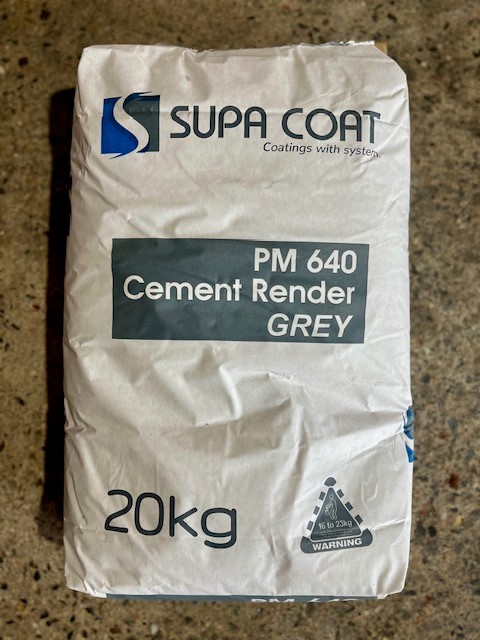 SUPA COAT
Coatings with system.
PM 640
Cement Render
GREY
20kg
16 to 23kg
WARNING